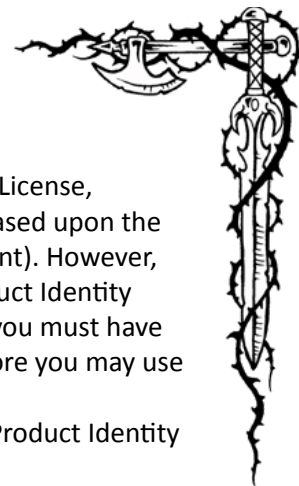 License,
ased upon the
nt). However,
uct Identity
you must have
ore you may use
Product Identity